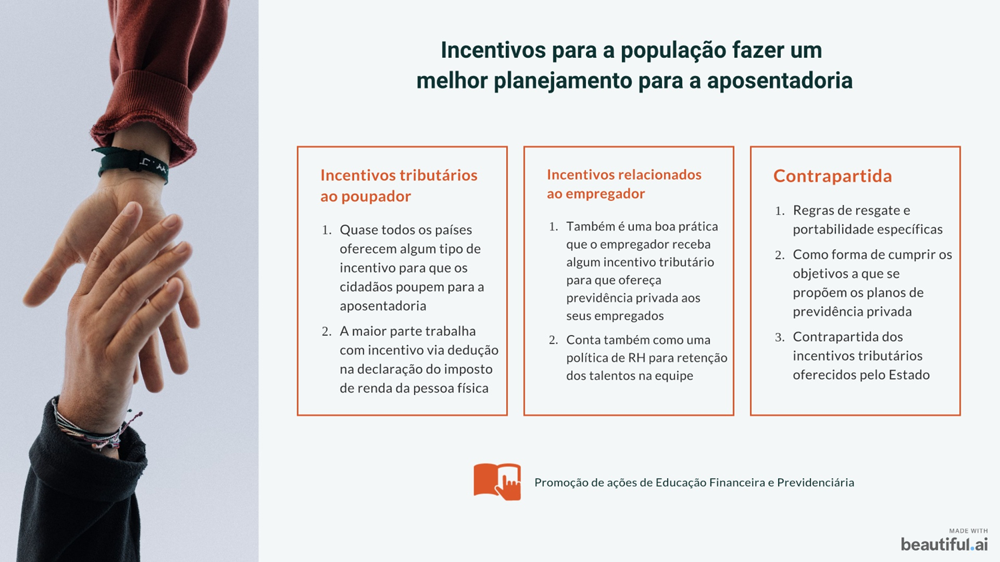 Incentivos para a população fazer um
melhor planejamento para a aposentadoria
Incentivos tributários
ao poupador
1. Quase todos os países
oferecem algum tipo de
incentivo para que os
cidadãos poupem para a
aposentadoria
2. A maior parte trabalha
com incentivo via dedução
na declaração do imposto
de renda da pessoa física
Incentivos relacionados
ao empregador
1. Também é uma boa prática
que o empregador receba
algum incentivo tributário
para que ofereça
previdência privada aos
seus empregados
2. Conta também como uma
política de RH para retenção
dos talentos na equipe
Contrapartida
1. Regras de resgate e
portabilidade específicas
2. Como forma de cumprir os
objetivos a que se
propõem os planos de
previdência privada
3. Contrapartida dos
incentivos tributários
oferecidos pelo Estado
Promoção de ações de Educação Financeira e Previdenciária
MADE WITH
beautiful.ai